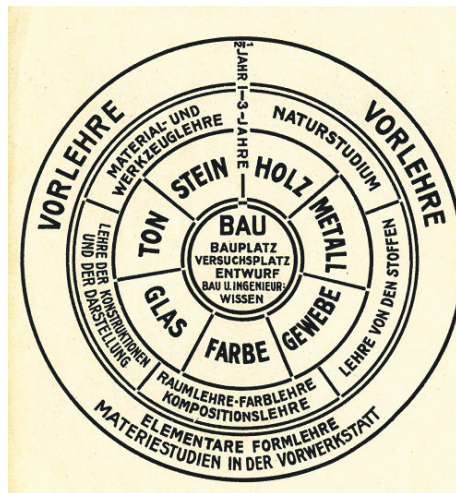 VORLEHRE
VORLEHRE
1/2 JAHR
1-3-JAHRE
MATERIAL-UND
WERKZEUGLEHRE
NATURSTUDIUM
LEHRE VON DEN STOFFEN
RAUMLEHRE-FARBLEHRE
KOMPOSITIONSLEHRE
LEHRE DER KONSTRUKTIONEN
UND DER DARSTELLUNG
STEIN
HOLZ
METALL
GEWEBE
FARBE
GLAS
TON
BAU
BAUPLATZ
VERSUCHSPLATZ
ENTWURF
BAU U.INGENIEUR-
WISSEN
ELEMENTARE FORMLEHRE
MATERIESTUDIEN IN DER VORWERKSTATT